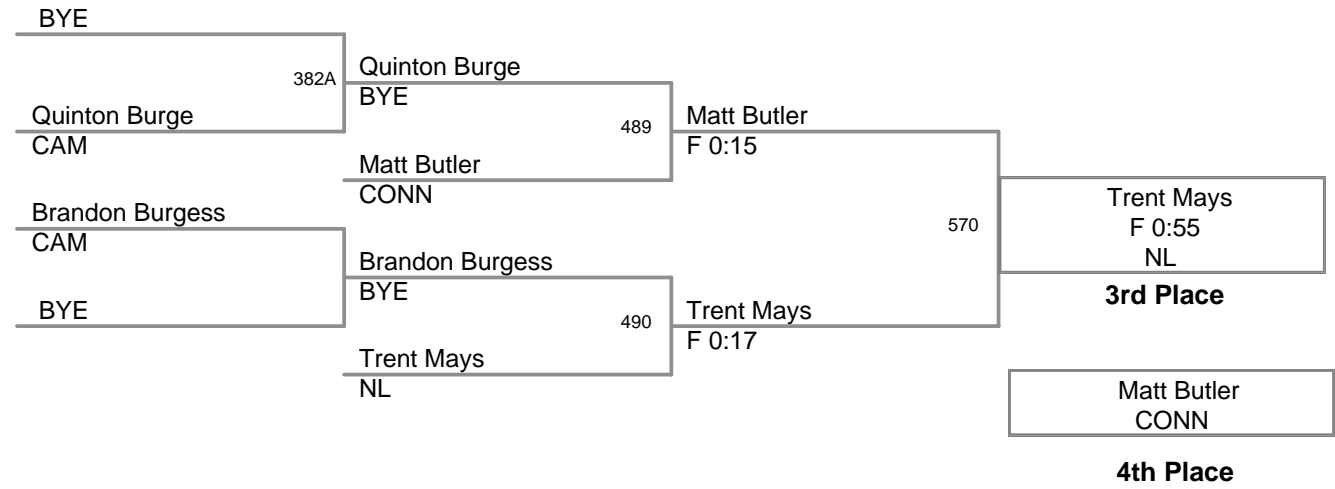 BYE
382A
Quinton Burge
CAM
Quinton Burge
BYE
489
Matt Butler
CONN
Matt Butler
F 0:15
Brandon Burgess
CAM
BYE
Brandon Burgess
BYE
490
Trent Mays
NL
Trent Mays
F 0:17
570
Trent Mays
F 0:55
NL
3rd Place
Matt Butler
CONN
4th Place